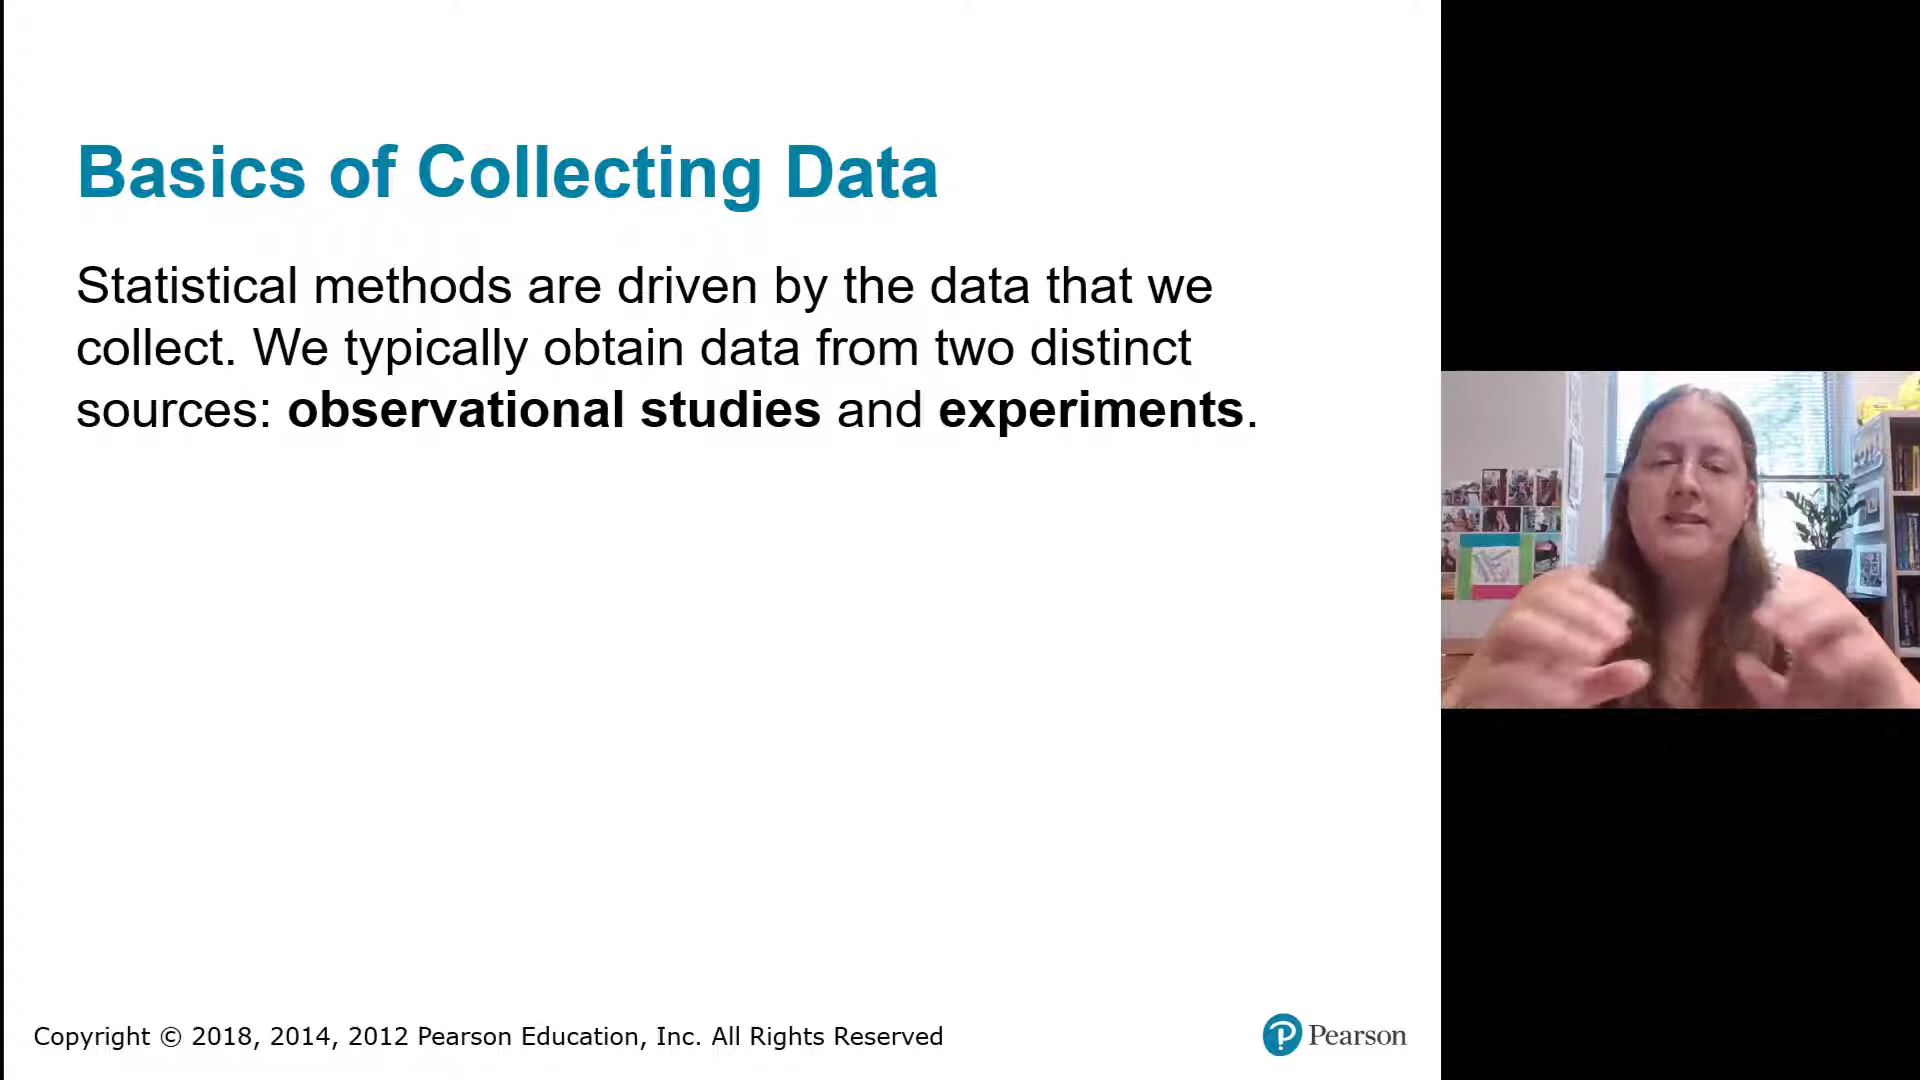 Basics of Collecting Data
Statistical methods are driven by the data that we
collect. We typically obtain data from two distinct
sources: observational studies and experiments.
Copyright © 2018, 2014, 2012 Pearson Education, Inc. All Rights Reserved
Pearson